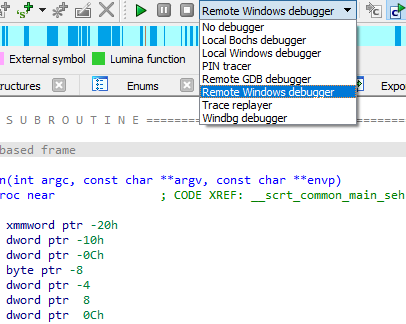 Remote Windows debugger
No debugger
Local Bochs debugger
Local Windows debugger
PIN tracer
Remote GDB debugger
Remote Windows debugger
Trace replayer
Windbg debugger
External symbol
Lumina function
ructures
Enums
Expo
S U B R O U T I N E
based frame
n(int argc, const char **argv, const char **envp)
roc near ; CODE XREF: __scrt_common_main_seh
xmmword ptr -20h
dword ptr -10h
dword ptr -0Ch
byte ptr -8
dword ptr -4
dword ptr 8
dword ptr 0Ch